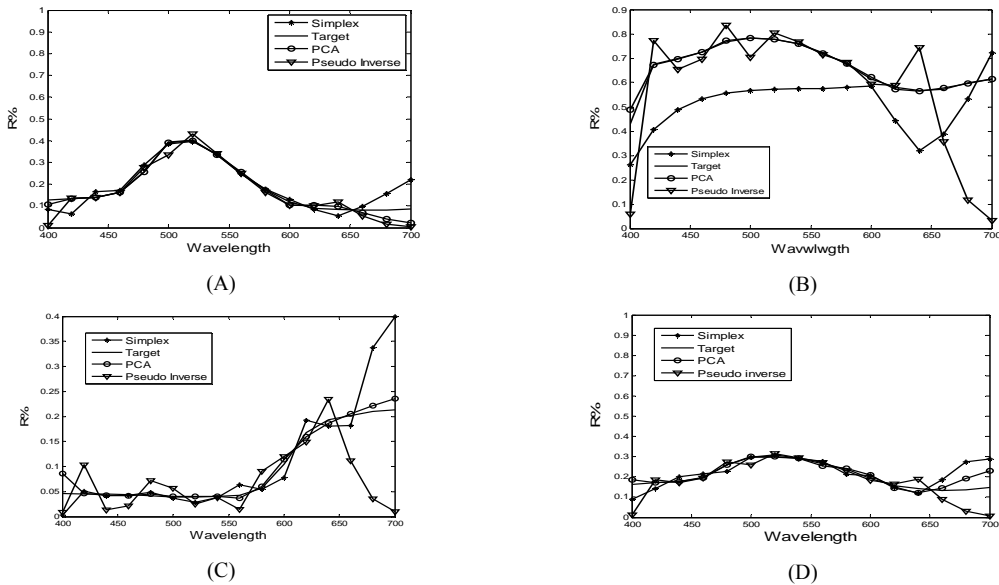 1
0.9
0.8
0.7
0.6
0.5
0.4
0.3
0.2
0.1
0
R%
400 450 500 550 600 650 700
Wavelength
Simplex
Target
PCA
Pseudo Inverse
(A)
0.9
0.8
0.7
0.6
0.5
0.4
0.3
0.2
0.1
0
R%
400 450 500 550 600 650 700
Wavwlwgth
Simplex
Target
PCA
Pseudo Inverse
(B)
0.4
0.35
0.3
0.25
0.2
0.15
0.1
0.05
0
R%
400 450 500 550 600 650 700
Wavelength
Simplex
Target
PCA
Pseudo Inverse
(C)
1
0.9
0.8
0.7
0.6
0.5
0.4
0.3
0.2
0.1
0
R%
400 450 500 550 600 650 700
Wavelength
Simplex
Target
PCA
Pseudo inverse
(D)